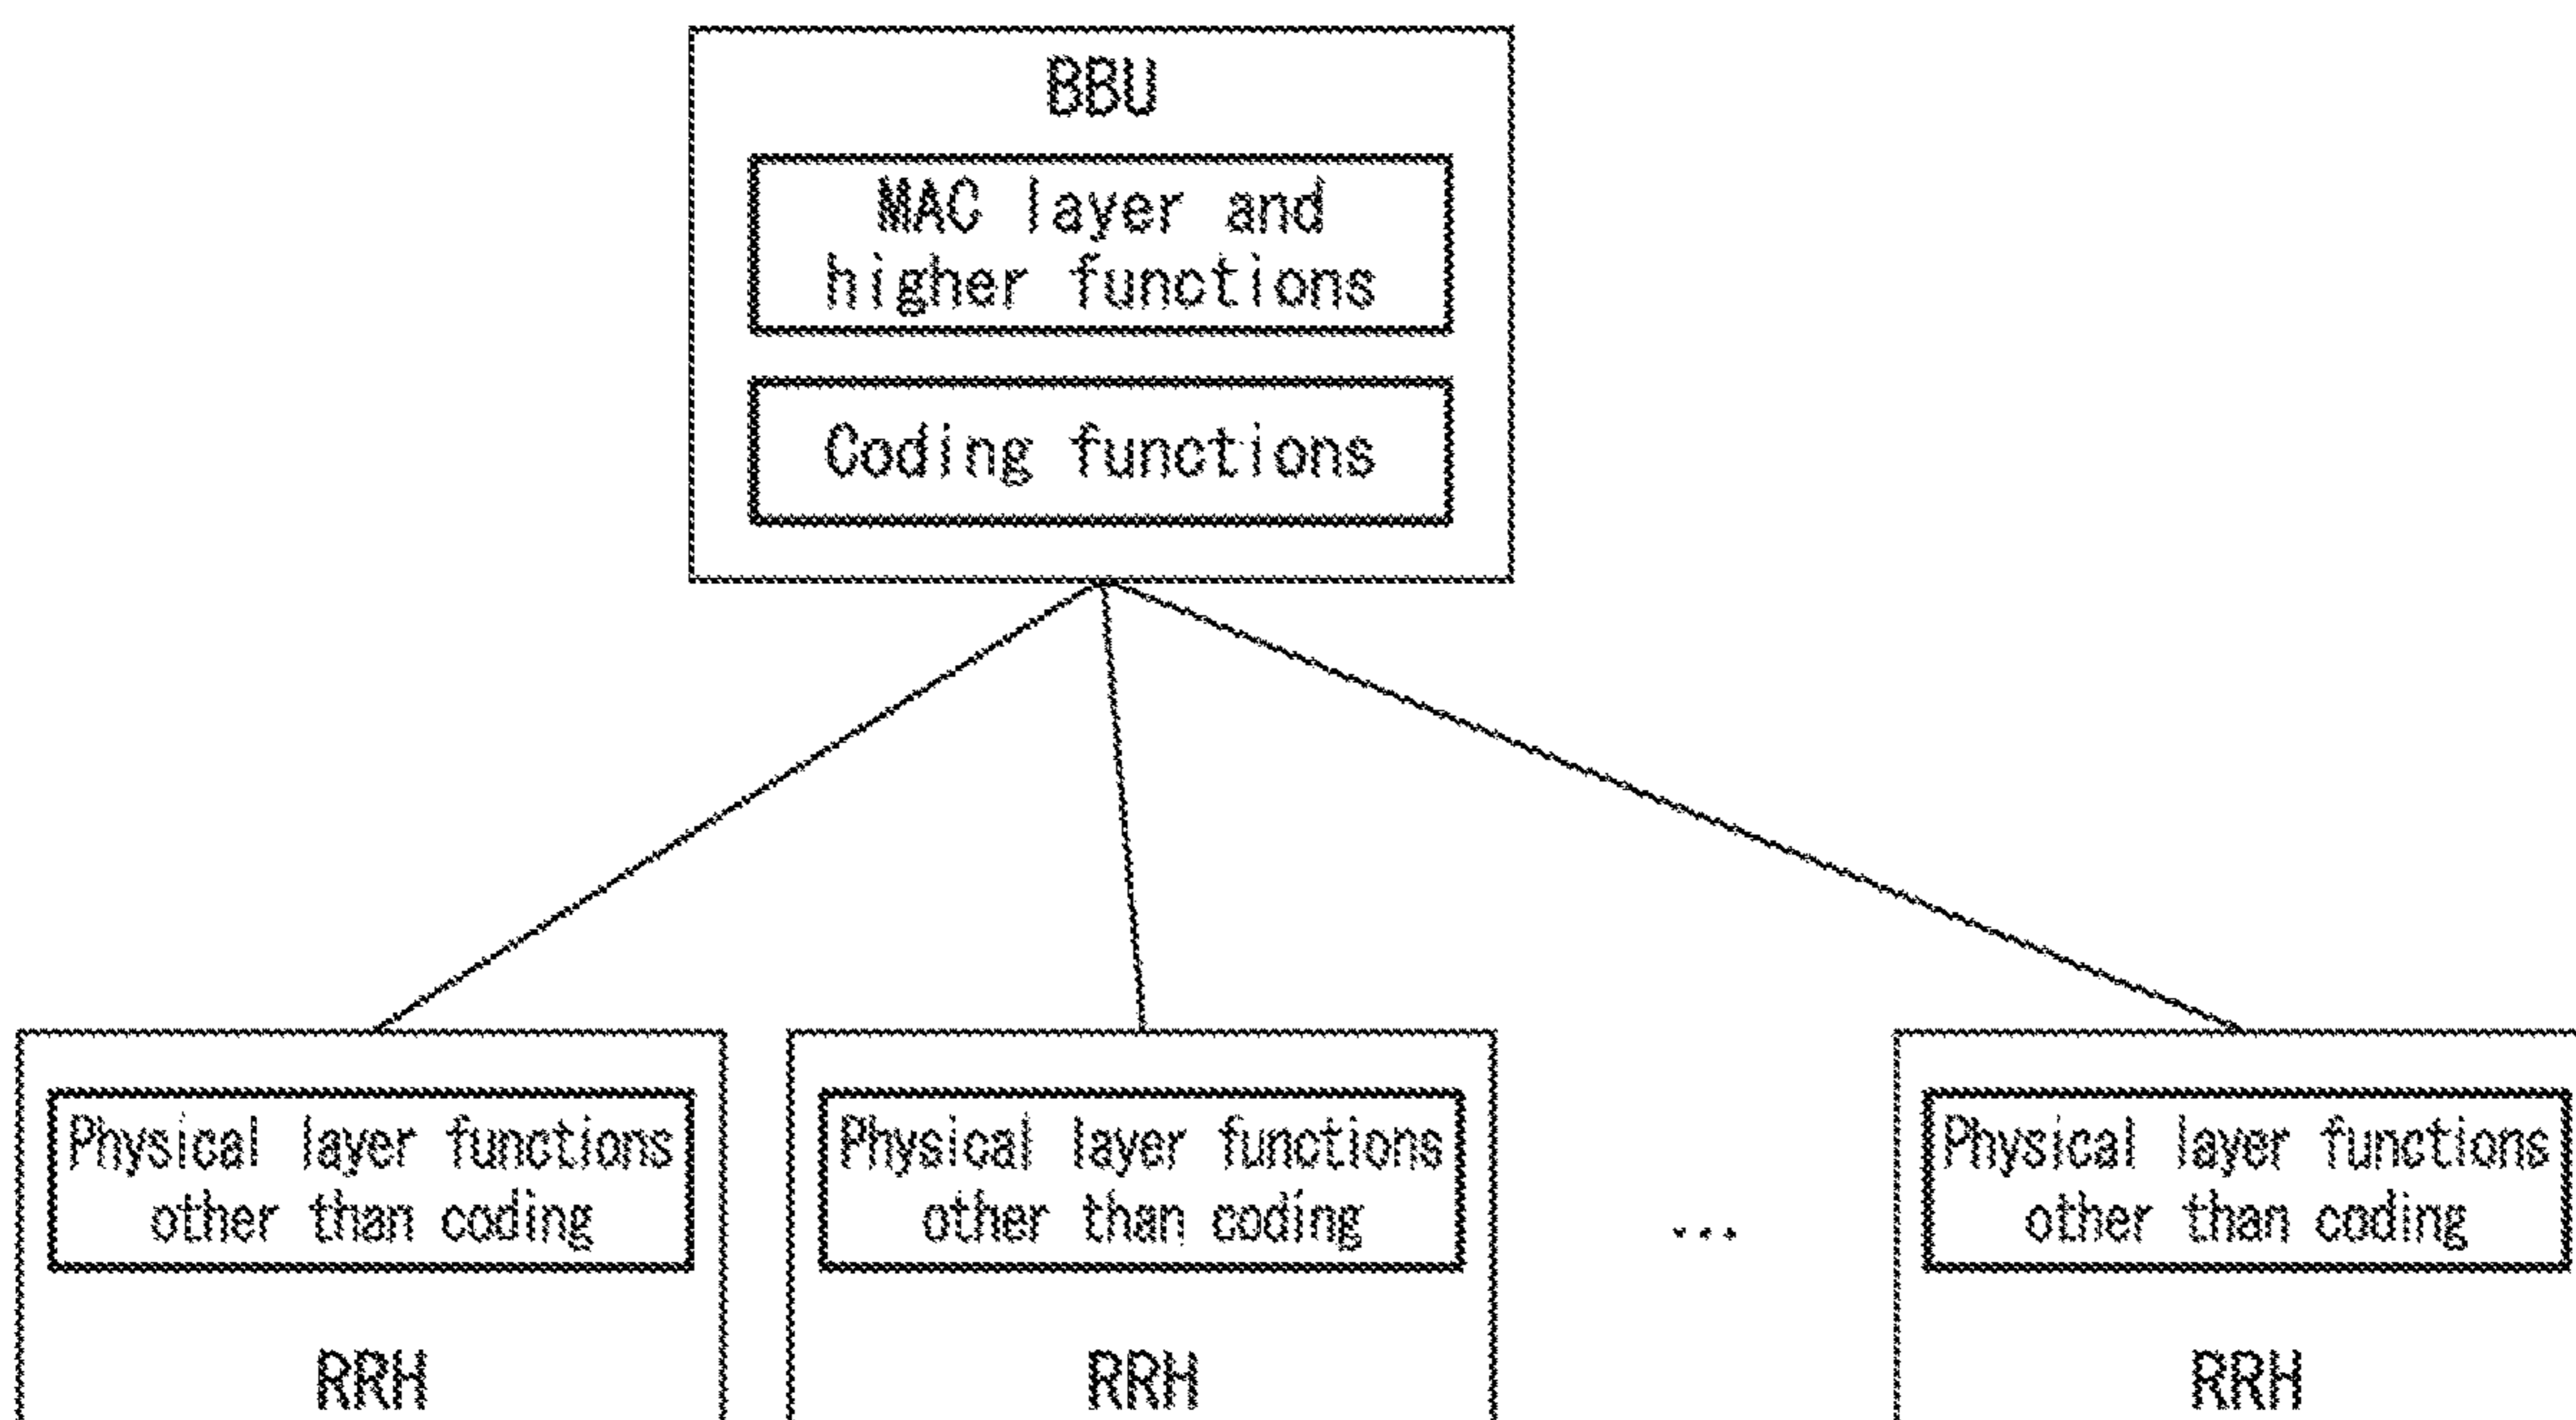 BBU
MAC layer and
higher functions
Coding functions
Physical layer functions
other than coding
RRH
Physical layer functions
other than coding
RRH
...
Physical layer functions
other than coding
RRH